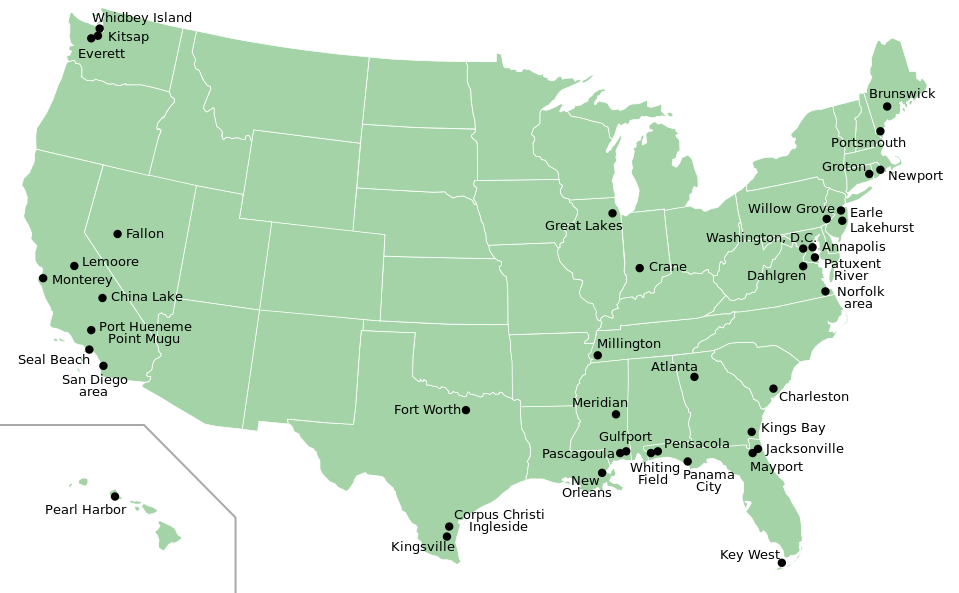 Whidbey Island
Kitsap
Everett
Brunswick
Portsmouth
Groton
Newport
Willow Grove
Earle
Great Lakes
Lakehurst
Fallon
Washington, D.C.
Annapolis
Lemoore
Crane
Patuxent
River
Monterey
Dahlgren
China Lake
Norfolk
area
Port Hueneme
Point Mugu
Millington
Seal Beach
Atlanta
San Diego
area
Charleston
Meridian
Fort Worth
Kings Bay
Gulfport
Pensacola
Jacksonville
Pascagoula
Mayport
Whiting
Field
Panama
City
New
Orleans
Pearl Harbor
Corpus Christi
Ingleside
Kingsville
Key West